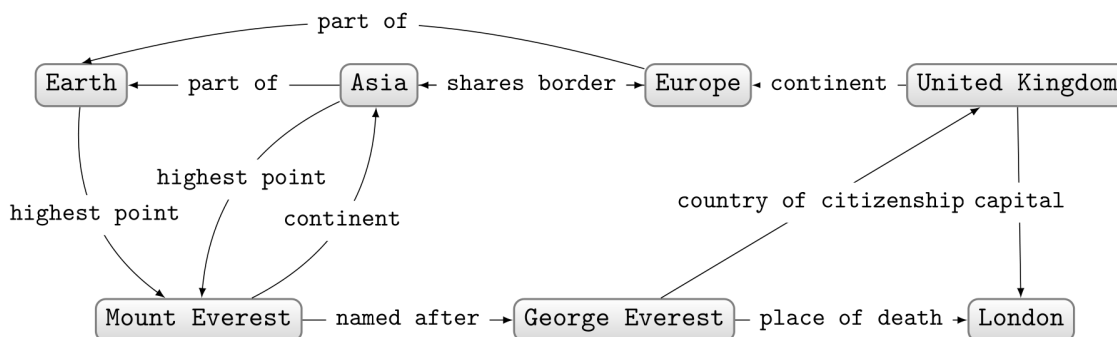 part of
Earth part of Asia shares border Europe continent United Kingdom
highest point
country of citizenship capital
highest point
continent
Mount Everest named after George Everest place of death London